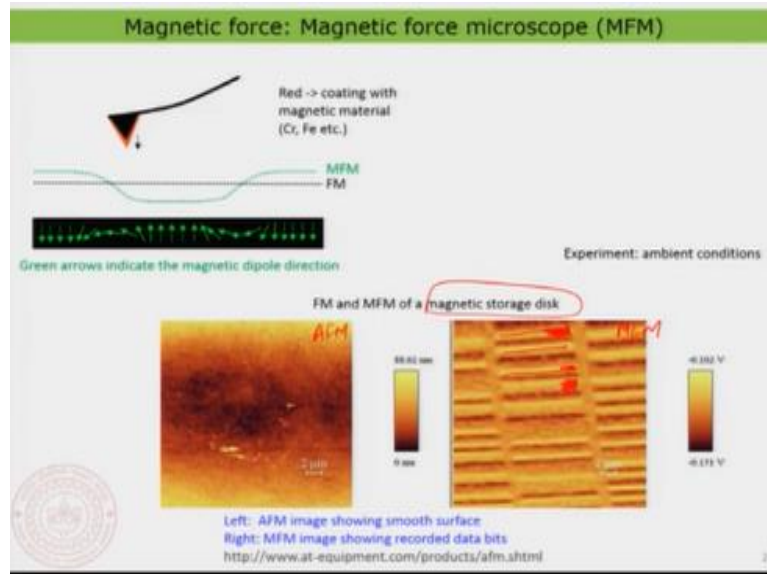 Magnetic force: Magnetic force microscope (MFM)
Red -> coating with
magnetic material
(Cr, Fe etc.)
MFM
FM
Green arrows indicate the magnetic dipole direction
Experiment: ambient conditions
FM and MFM of a magnetic storage disk
AFM
MFM
0 nm
2 µm
Left: AFM image showing smooth surface
Right: MFM image showing recorded data bits
http://www.at-equipment.com/products/afm.shtml